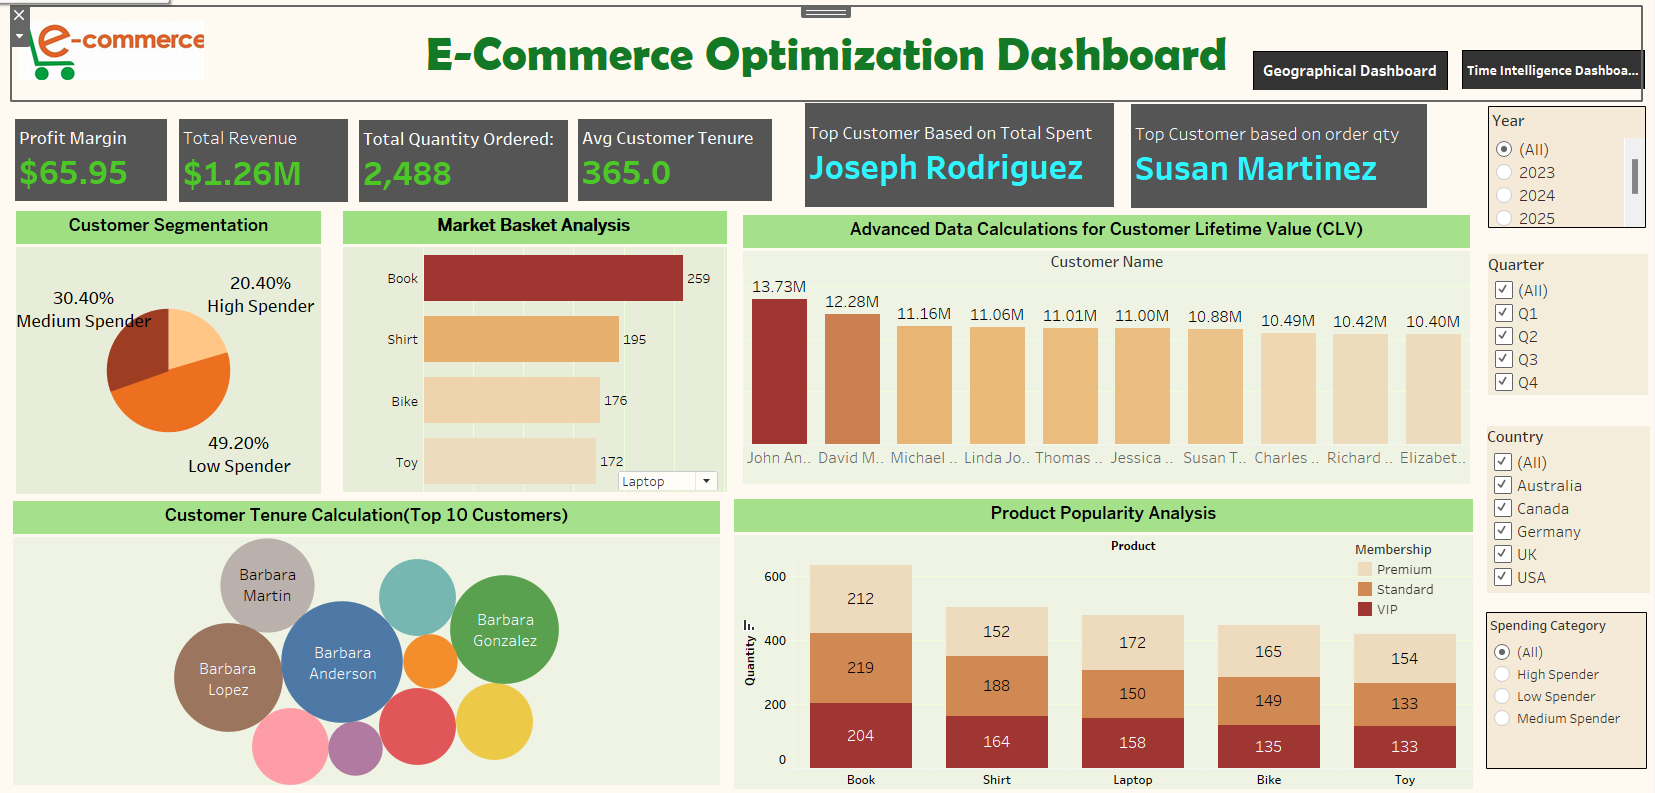 e-commerce
E-Commerce Optimization Dashboard
Geographical Dashboard
Time Intelligence Dashboa...
Profit Margin
$65.95
Total Revenue
$1.26M
Total Quantity Ordered:
2,488
Avg Customer Tenure
365.0
Top Customer Based on Total Spent
Joseph Rodriguez
Top Customer based on order qty
Susan Martinez
Year
(All)
2023
2024
2025
Customer Segmentation
20.40%
High Spender
30.40%
Medium Spender
49.20%
Low Spender
Market Basket Analysis
Book
259
Shirt
195
Bike
176
Toy
172
Laptop
Advanced Data Calculations for Customer Lifetime Value (CLV)
Customer Name
13.73M
12.28M
11.16M
11.06M
11.01M
11.00M
10.88M
10.49M
10.42M
10.40M
John An..
David M..
Michael ..
Linda Jo..
Thomas ..
Jessica ..
Susan T..
Charles ..
Richard ..
Elizabet..
Quarter
(All)
Q1
Q2
Q3
Q4
Country
(All)
Australia
Canada
Germany
UK
USA
Customer Tenure Calculation(Top 10 Customers)
Barbara
Martin
Barbara
Gonzalez
Barbara
Anderson
Barbara
Lopez
Product Popularity Analysis
Product
Membership
Premium
Standard
VIP
Quantity
600
400
200
0
212
219
204
152
188
164
172
150
158
165
149
135
154
133
133
Book
Shirt
Laptop
Bike
Toy
Spending Category
(All)
High Spender
Low Spender
Medium Spender